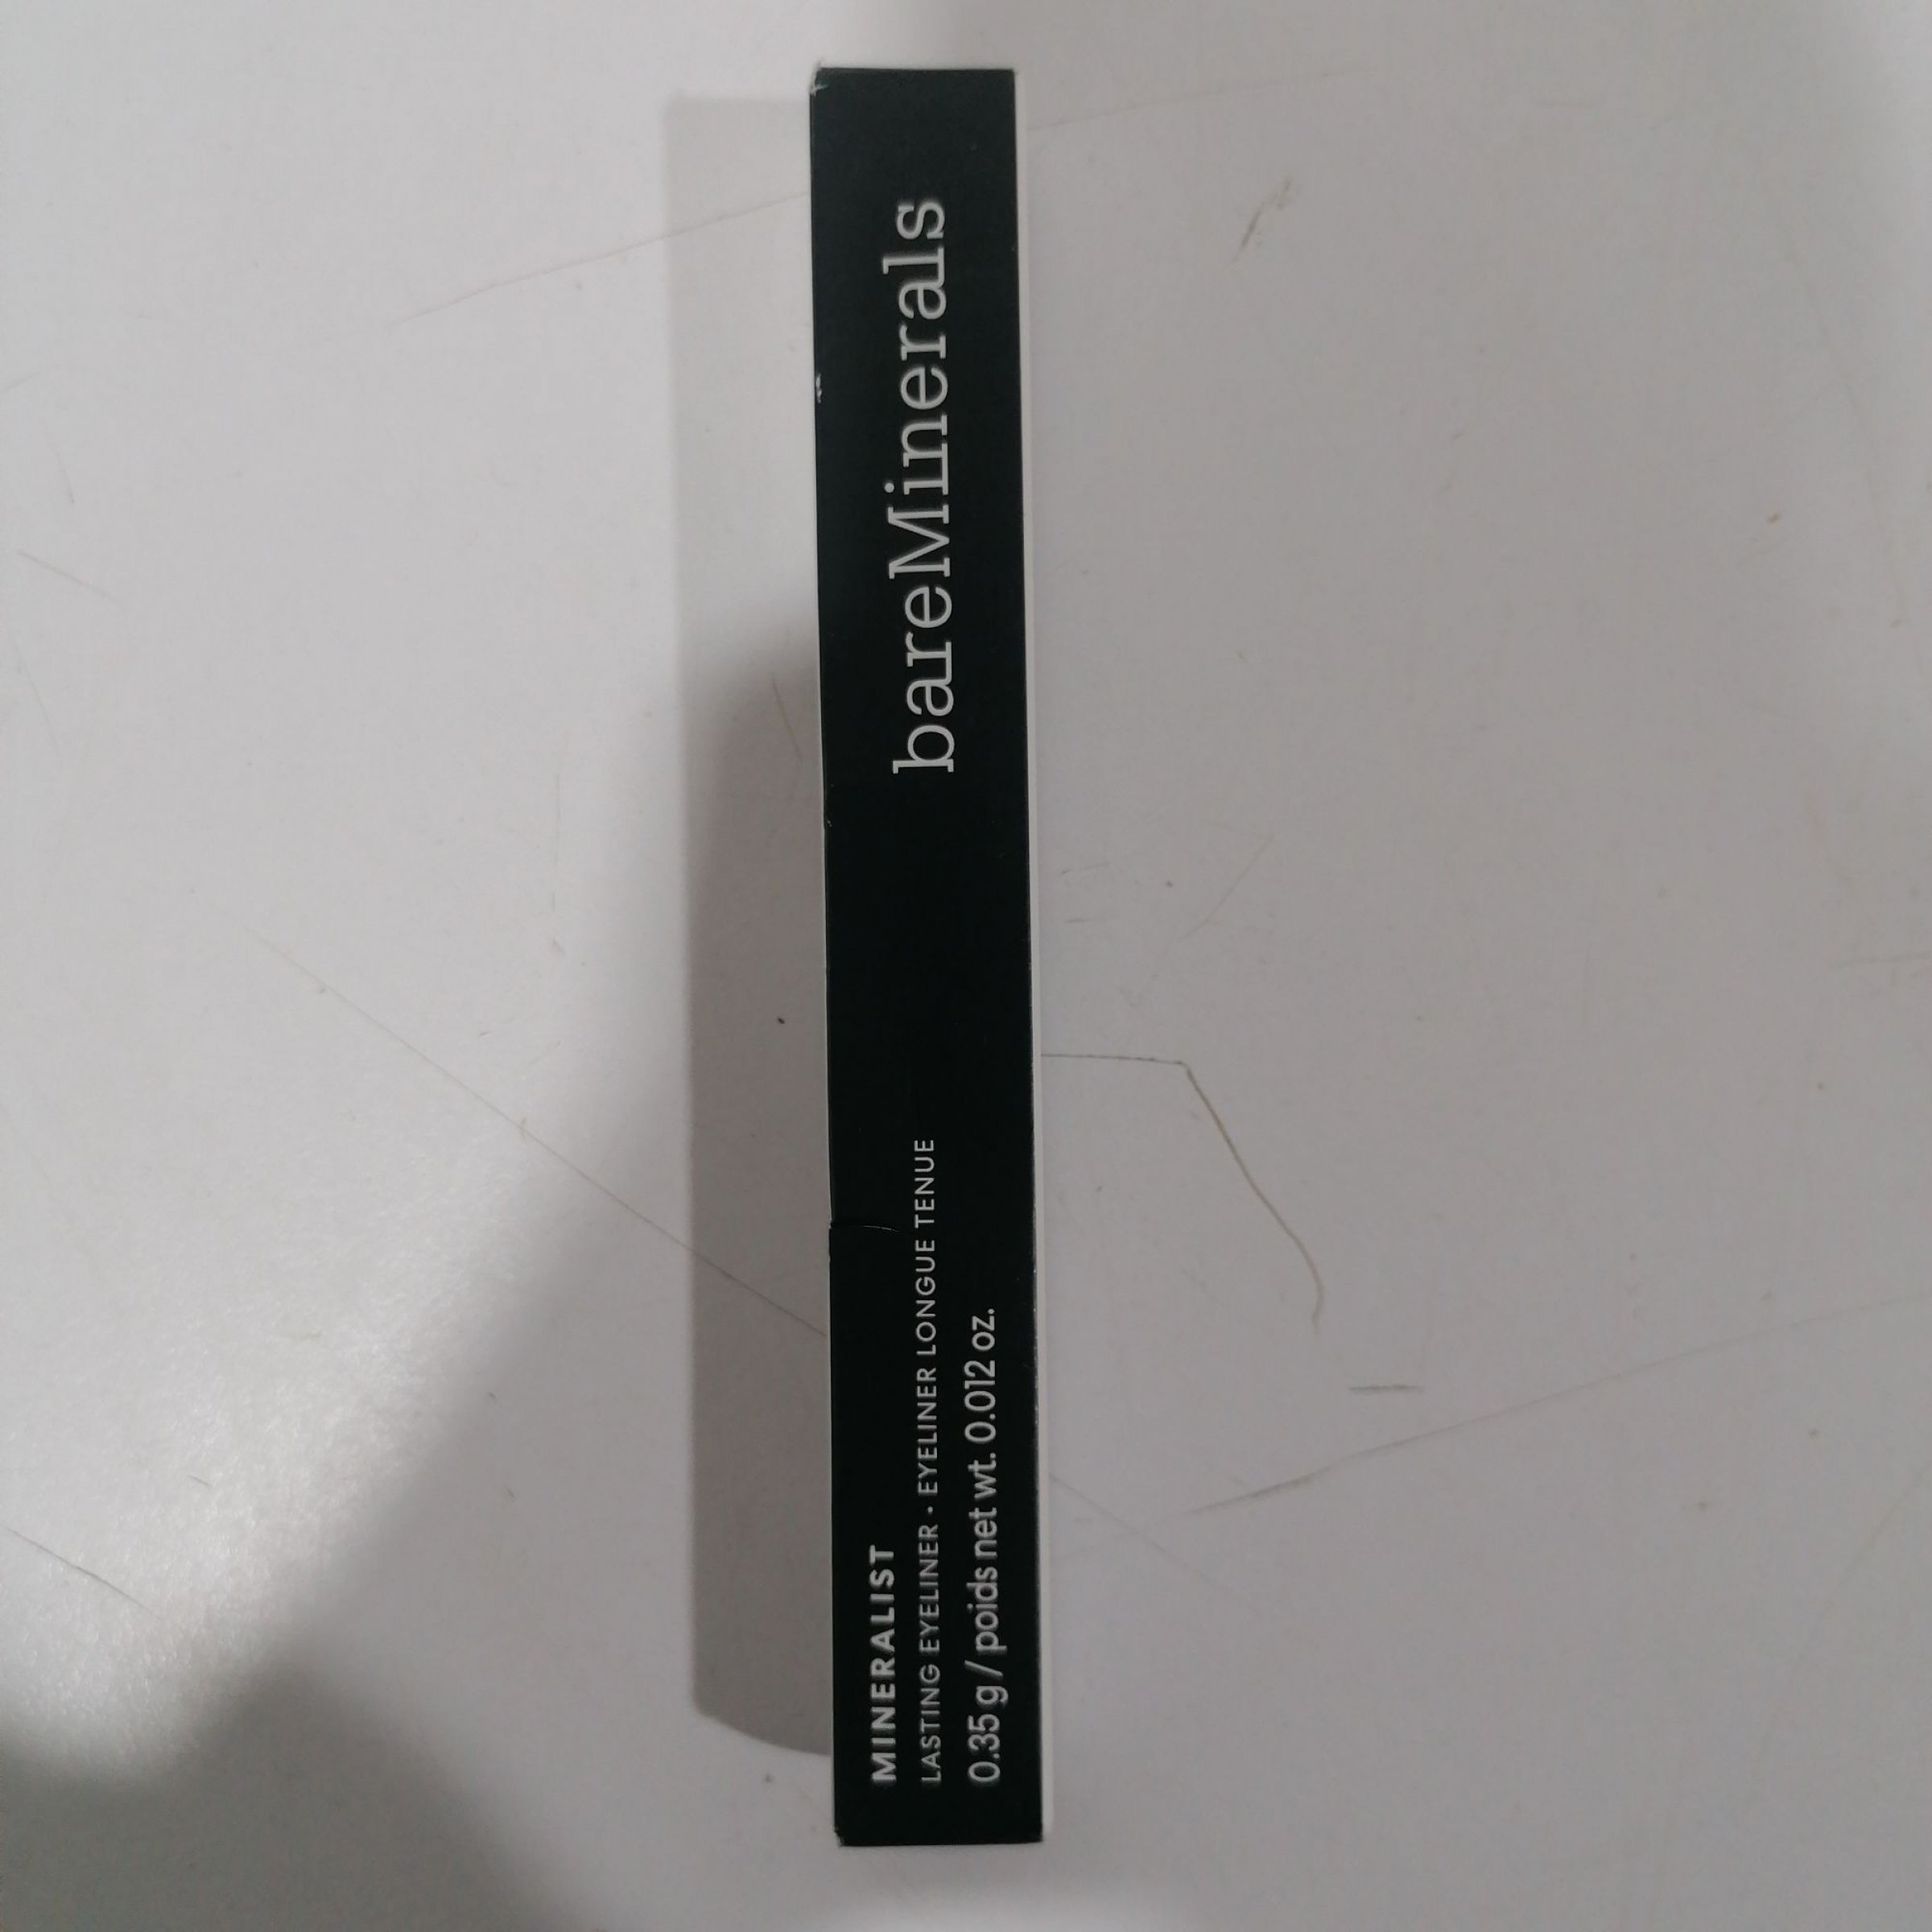 bareMinerals
MINERALIST
LASTING EYELINER • EYELINER LONGUE TENUE
0.35 g / poids net wt. 0.012 oz.